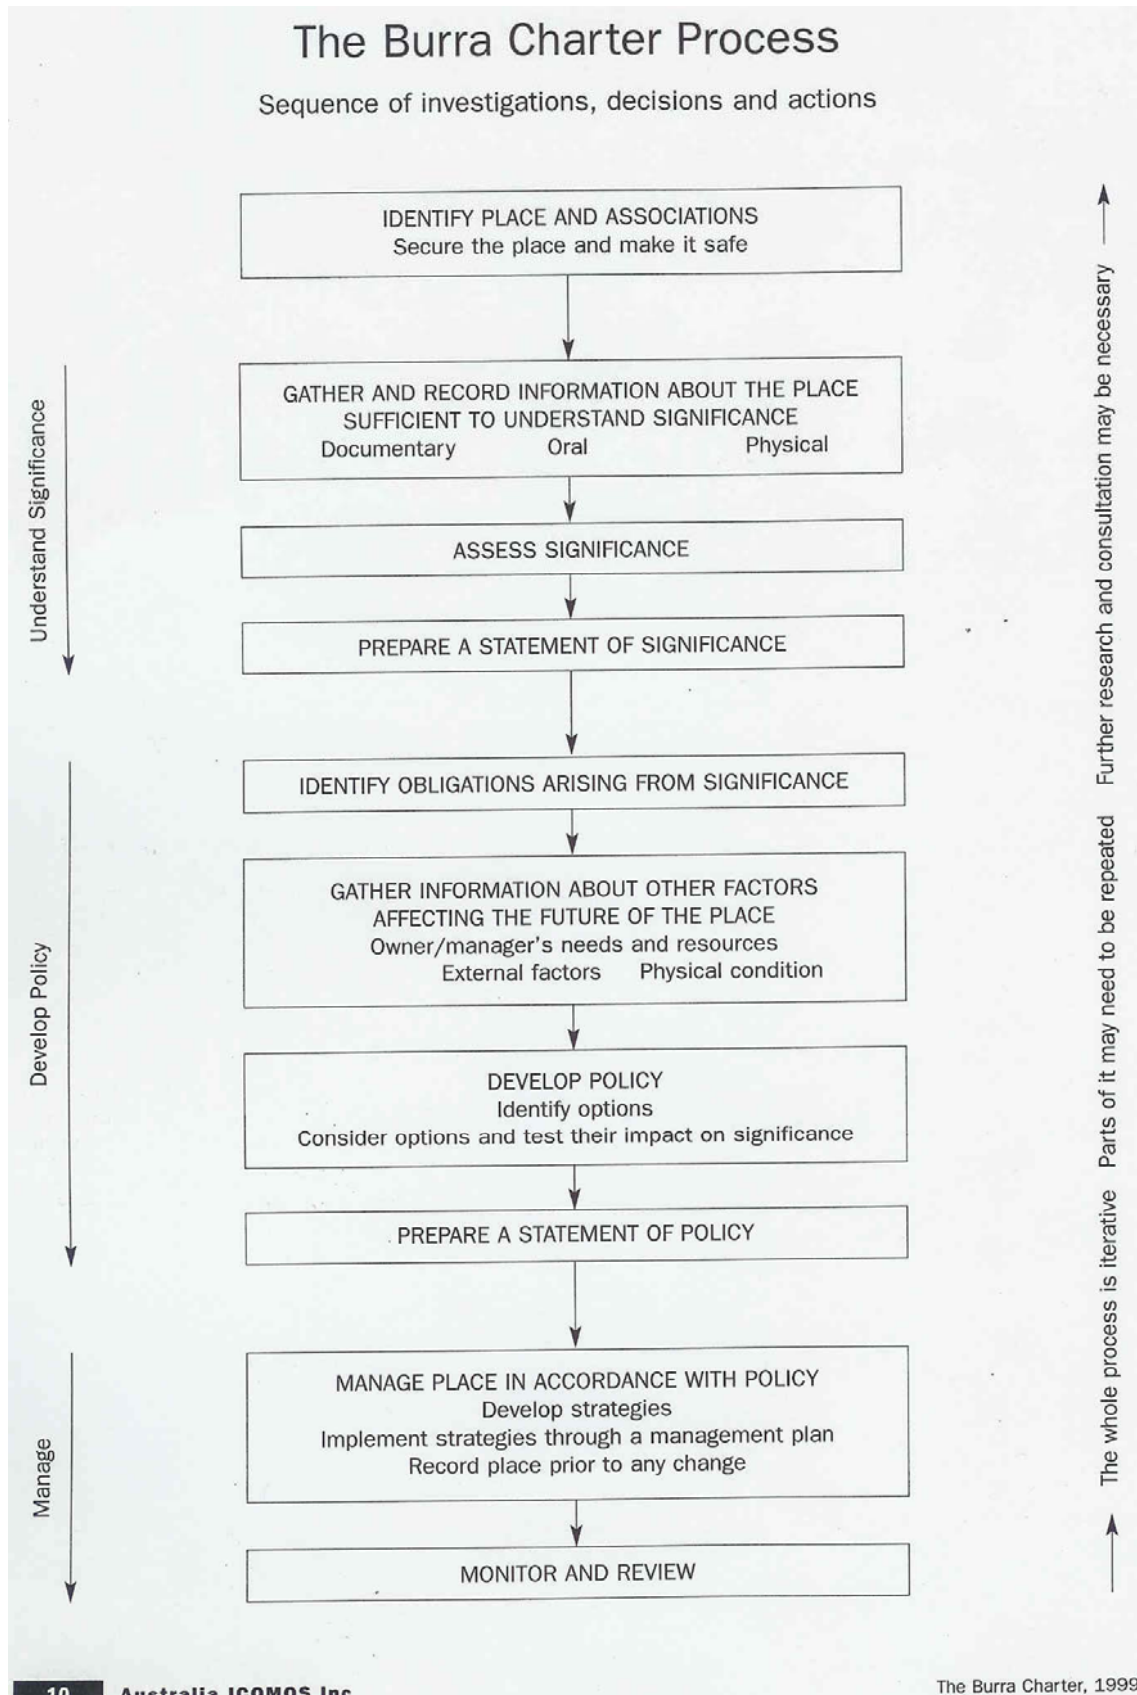 The Burra Charter Process
Sequence of investigations, decisions and actions
IDENTIFY PLACE AND ASSOCIATIONS
Secure the place and make it safe
Understand Significance
GATHER AND RECORD INFORMATION ABOUT THE PLACE
SUFFICIENT TO UNDERSTAND SIGNIFICANCE
Documentary Oral Physical
ASSESS SIGNIFICANCE
PREPARE A STATEMENT OF SIGNIFICANCE
Develop Policy
IDENTIFY OBLIGATIONS ARISING FROM SIGNIFICANCE
GATHER INFORMATION ABOUT OTHER FACTORS
AFFECTING THE FUTURE OF THE PLACE
Owner/manager's needs and resources
External factors Physical condition
DEVELOP POLICY
Identify options
Consider options and test their impact on significance
PREPARE A STATEMENT OF POLICY
Manage
MANAGE PLACE IN ACCORDANCE WITH POLICY
Develop strategies
Implement strategies through a management plan
Record place prior to any change
MONITOR AND REVIEW
The whole process is iterative Parts of it may need to be repeated Further research and consultation may be necessary
10 Australia ICOMOS Inc
The Burra Charter, 1999